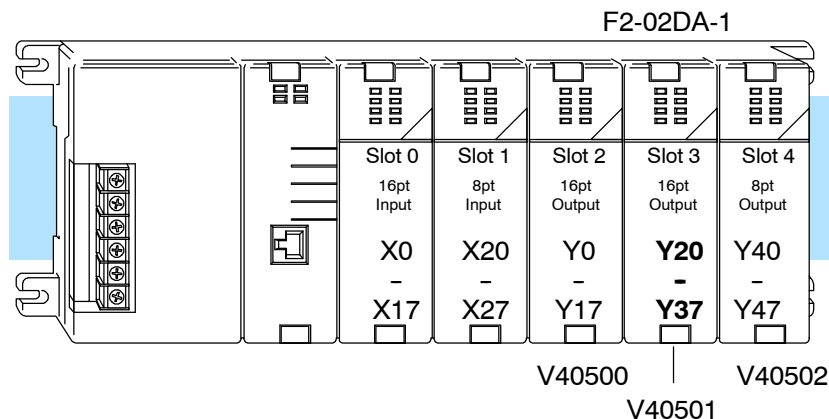 F2-02DA-1
Slot 0 Slot 1 Slot 2 Slot 3 Slot 4
16pt 8pt 16pt 16pt 8pt
Input Input Output Output Output
X0 X20 Y0 Y20 Y40
– – – – –
X17 X27 Y17 Y37 Y47
V40500 V40502
V40501